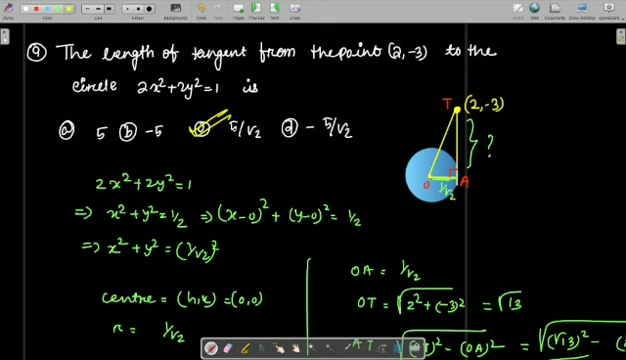 ⑨ The length of tangent from the point (2,-3) to the
circle 2x²+2y²=1 is
ⓐ 5 ⓑ -5 ⓒ 5/√2 ⓓ - 5/√2
T (2,-3)
?
O 1/√2 A
2x²+2y²=1
⇒ x²+y²=1/2 ⇒ (x-0)²+(y-0)²=1/2
⇒ x²+y²=(1/√2)²
centre = (h,k)=(0,0)
r = 1/√2
OA = 1/√2
OT = √2²+(-3)² = √13
AT √(OT)²-(OA)² = √(√13)²-